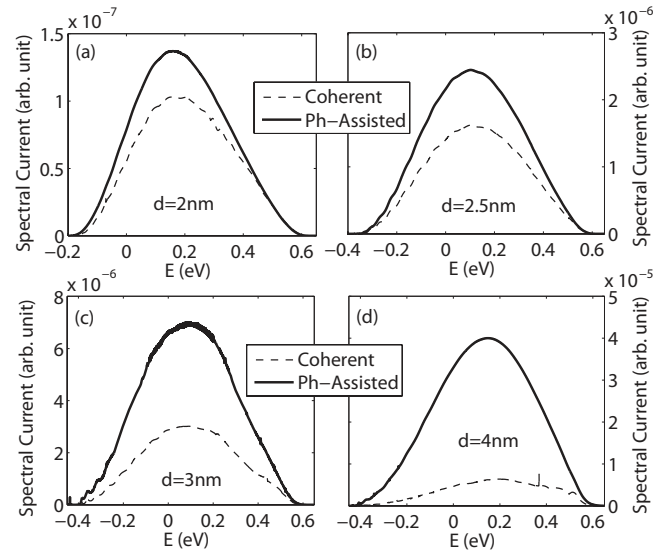 x 10⁻⁷
1.5
1
0.5
0
Spectral Current (arb. unit)
(a)
d=2nm
−0.2 0 0.2 0.4 0.6
E (eV)
x 10⁻⁶
3
2
1
0
Spectral Current (arb. unit)
(b)
d=2.5nm
−0.4 −0.2 0 0.2 0.4 0.6
E (eV)
Coherent
Ph−Assisted
x 10⁻⁶
8
6
4
2
0
Spectral Current (arb. unit)
(c)
d=3nm
−0.4 −0.2 0 0.2 0.4 0.6
E (eV)
x 10⁻⁵
5
4
3
2
1
0
Spectral Current (arb. unit)
(d)
d=4nm
−0.4 −0.2 0 0.2 0.4 0.6
E (eV)
Coherent
Ph−Assisted